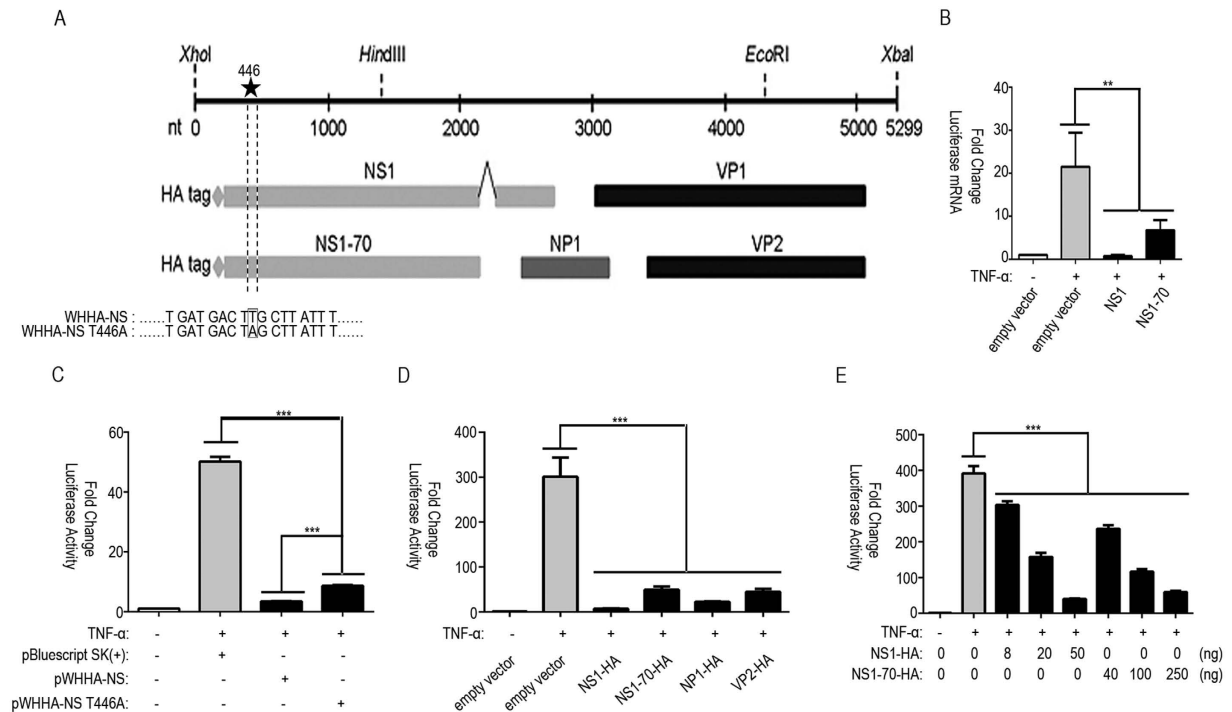 A
XhoI
446
HindIII
EcoRI
XbaI
nt 0 1000 2000 3000 4000 5000 5299
NS1
VP1
HA tag
NS1-70
NP1
VP2
HA tag
WHHA-NS : ......T GAT GAC TTG CTT ATT T......
WHHA-NS T446A : ......T GAT GAC TAG CTT ATT T......
B
**
Fold Change
Luciferase mRNA
40
30
20
10
0
TNF-α: - + + +
empty vector
empty vector
NS1
NS1-70
C
***
***
Fold Change
Luciferase Activity
60
40
20
0
TNF-α: - + + +
pBluescript SK(+) - + - -
pWHHA-NS - - + -
pWHHA-NS T446A - - - +
D
***
Fold Change
Luciferase Activity
400
300
200
100
0
TNF-α: - + + + + +
empty vector
empty vector
NS1-HA
NS1-70-HA
NP1-HA
VP2-HA
E
***
Fold Change
Luciferase Activity
500
400
300
200
100
0
TNF-α: 0 + + + + + + +
NS1-HA: 0 0 8 20 50 0 0 0 (ng)
NS1-70-HA: 0 0 0 0 0 40 100 250 (ng)